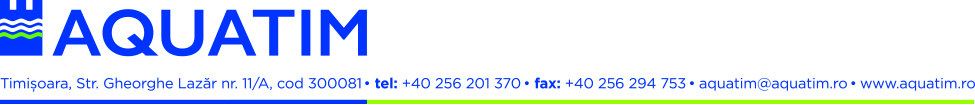 AQUATIM
Timișoara, Str. Gheorghe Lazăr nr. 11/A, cod 300081 • tel: +40 256 201 370 • fax: +40 256 294 753 • aquatim@aquatim.ro • www.aquatim.ro